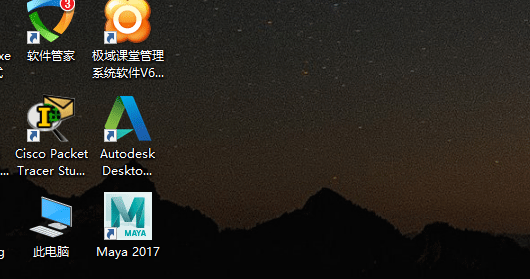 3
软件管家
极域课堂管理
系统软件V6...
Cisco Packet
Tracer Stu...
Autodesk
Deskto...
此电脑
MAYA
Maya 2017